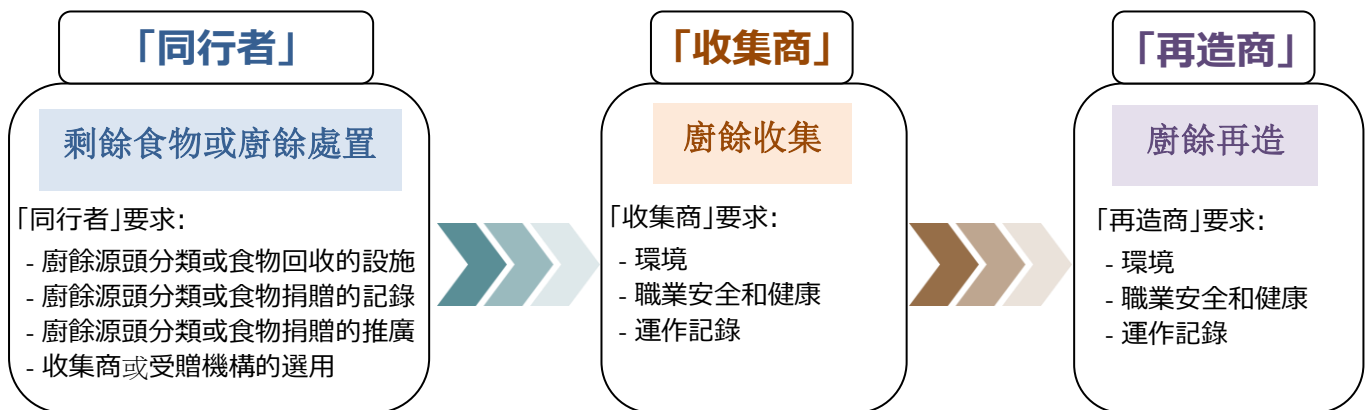 「同行者」
剩餘食物或廚餘處置
「同行者」要求:
- 廚餘源頭分類或食物回收的設施
- 廚餘源頭分類或食物捐贈的記錄
- 廚餘源頭分類或食物捐贈的推廣
- 收集商或受贈機構的選用
「收集商」
廚餘收集
「收集商」要求:
- 環境
- 職業安全和健康
- 運作記錄
「再造商」
廚餘再造
「再造商」要求:
- 環境
- 職業安全和健康
- 運作記錄